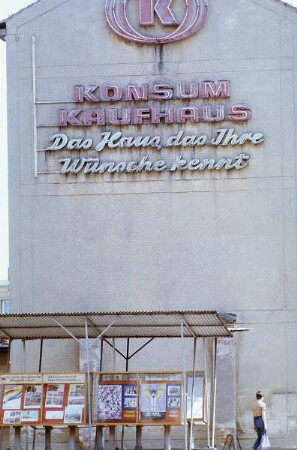 K
KONSUM
KAUFHAUS
Das Haus, das Ihre
Wünsche kennt